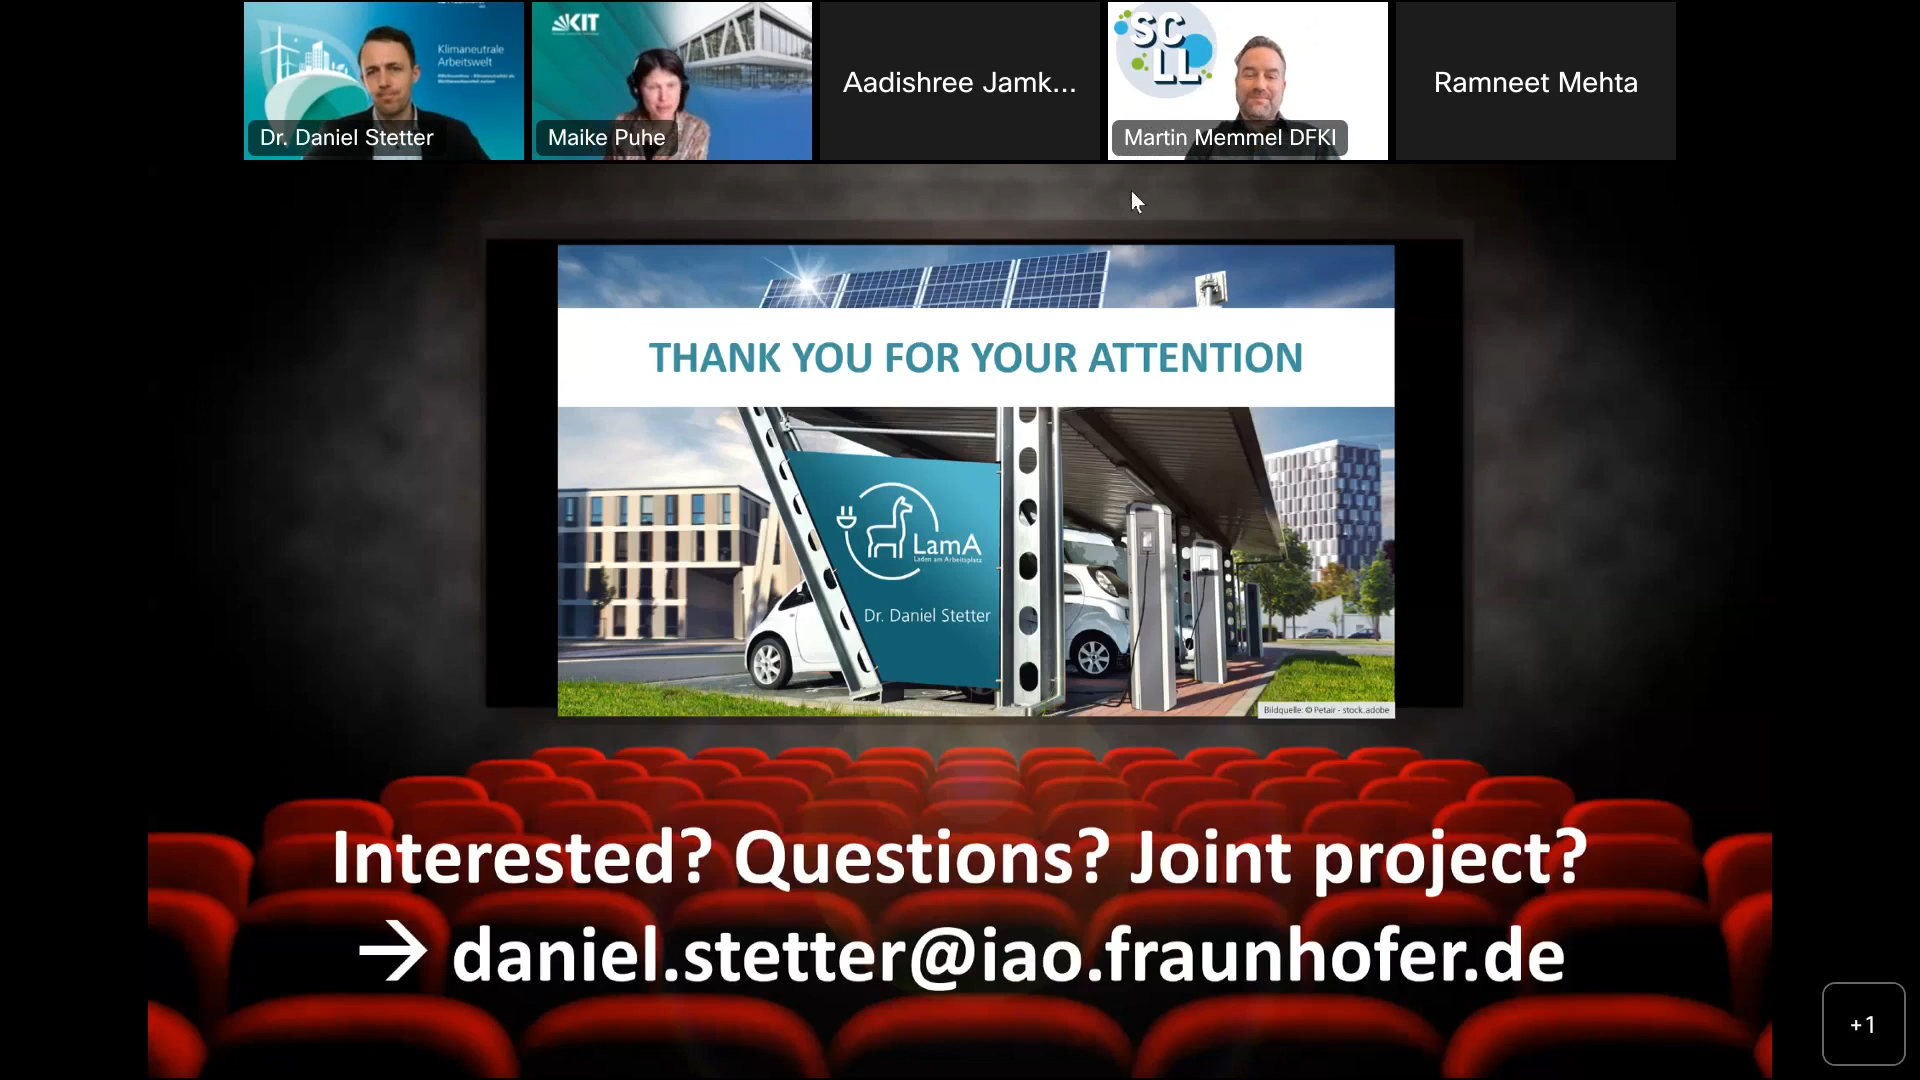 Klimaneutrale
Arbeitswelt
Dr. Daniel Stetter
KIT
Maike Puhe
Aadishree Jamk...
SC
LL
Martin Memmel DFKI
Ramneet Mehta
THANK YOU FOR YOUR ATTENTION
LamA
Laden am Arbeitsplatz
Dr. Daniel Stetter
Bildquelle: © Petair - stock.adobe
Interested? Questions? Joint project?
→ daniel.stetter@iao.fraunhofer.de
+1